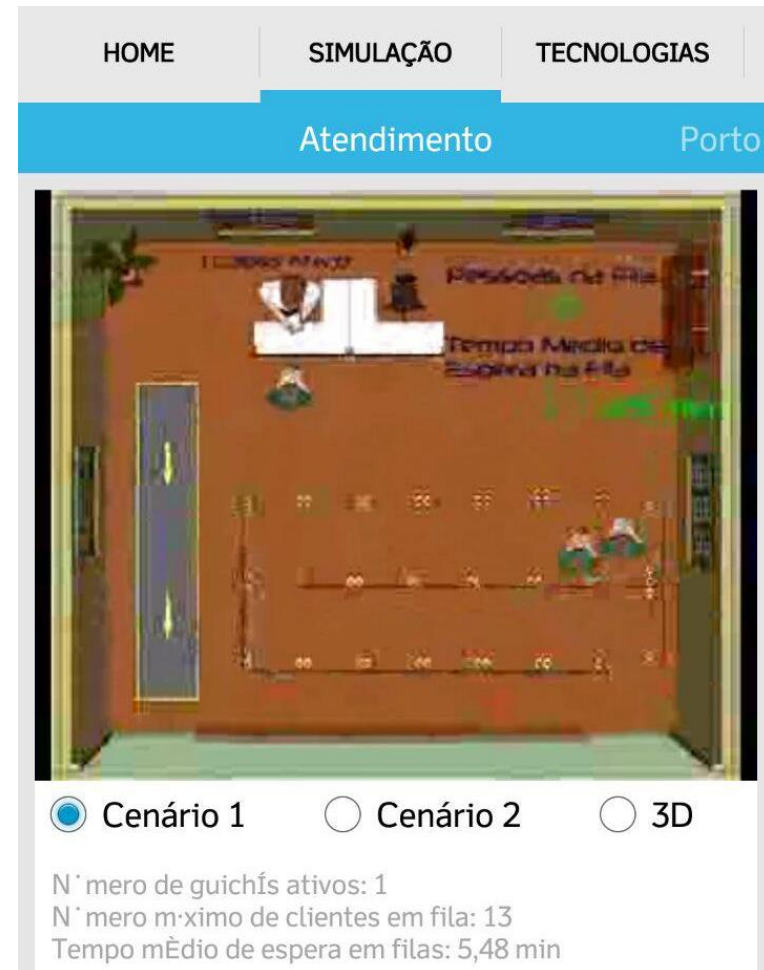 HOME SIMULAÇÃO TECNOLOGIAS
Atendimento Porto
Pessoas na Fila
Tempo Médio de
Espera na Fila
Cenário 1 Cenário 2 3D
N˙mero de guichÍs ativos: 1
N˙mero m·ximo de clientes em fila: 13
Tempo mÈdio de espera em filas: 5,48 min